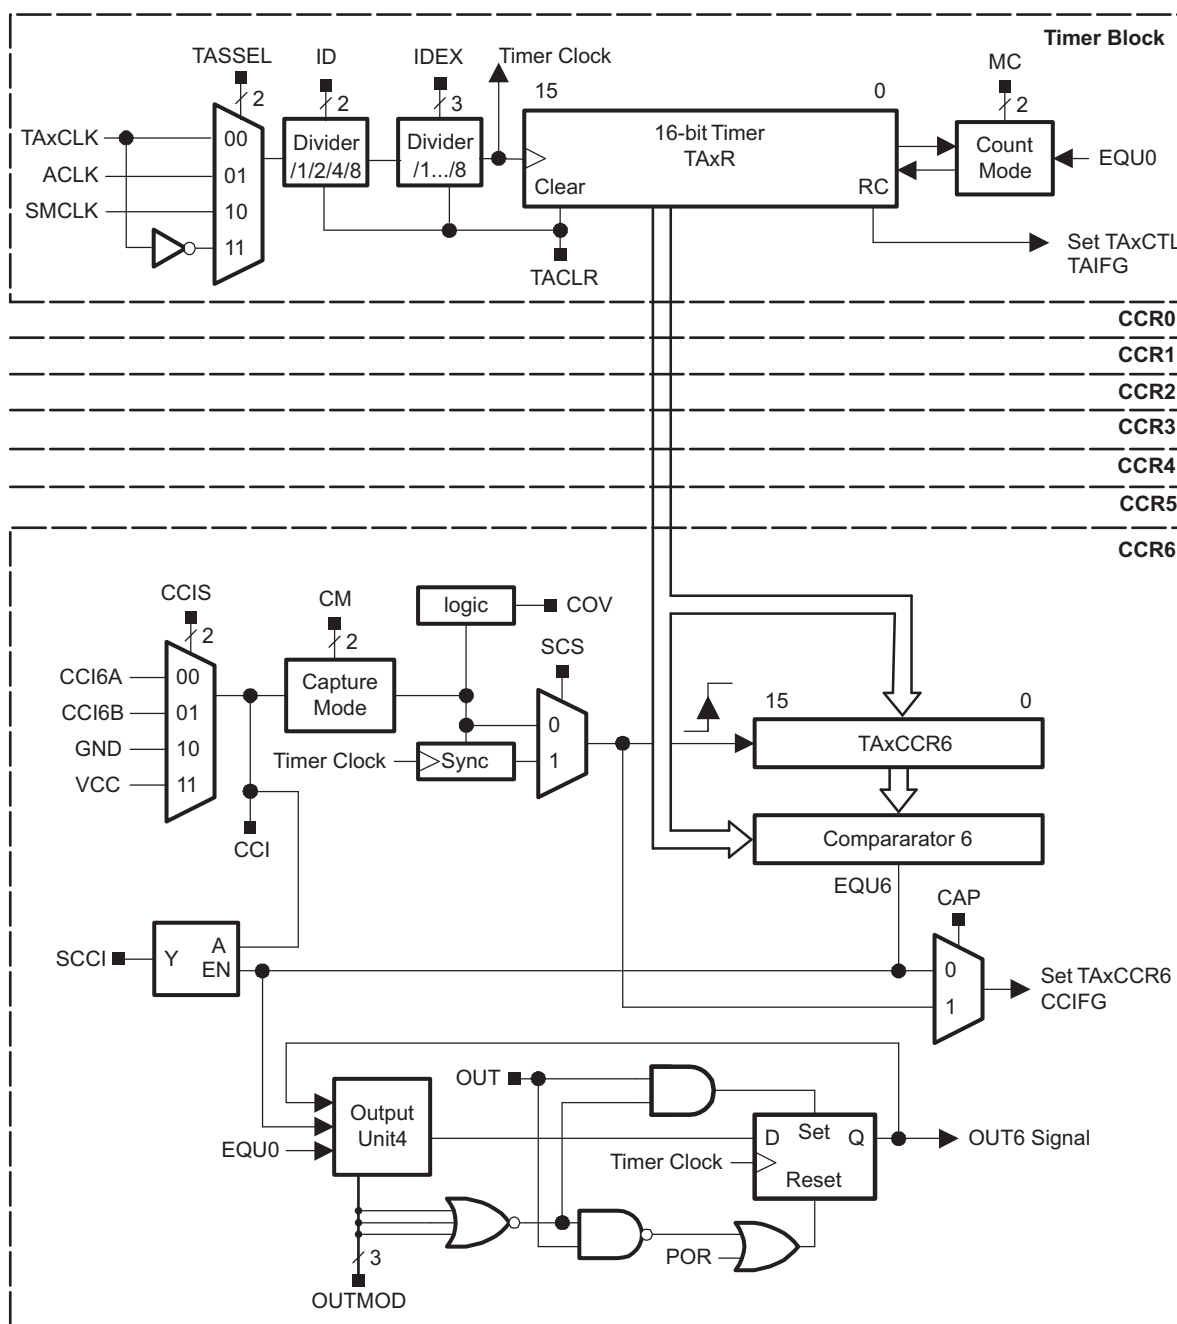 Timer Block
TASSEL
ID
IDEX
Timer Clock
MC
2
2
3
15
0
2
TAxCLK
00
Divider
/1/2/4/8
Divider
/1.../8
16-bit Timer
TAxR
Count
Mode
EQU0
ACLK
01
Clear
RC
SMCLK
10
11
Set TAxCTL
TAIFG
TACLR
CCR0
CCR1
CCR2
CCR3
CCR4
CCR5
CCR6
CCIS
CM
logic
COV
2
2
SCS
CCI6A
00
Capture
Mode
15
0
CCI6B
01
0
GND
10
Timer Clock
Sync
1
TAxCCR6
VCC
11
CCI
Compararator 6
EQU6
CAP
SCCI
Y
A
EN
0
Set TAxCCR6
CCIFG
1
OUT
Output
Unit4
EQU0
D
Set
Q
OUT6 Signal
Timer Clock
Reset
3
POR
OUTMOD